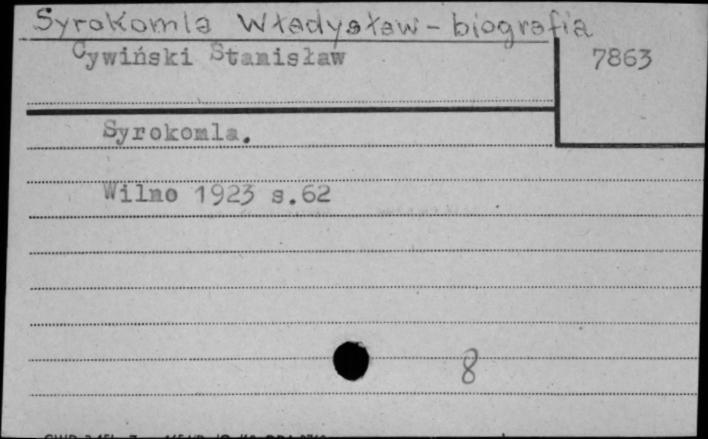 Syrokomla Władysław - biografia
Cywiński Stanisław
7863
Syrokomla.
Wilno 1923 s.62
8